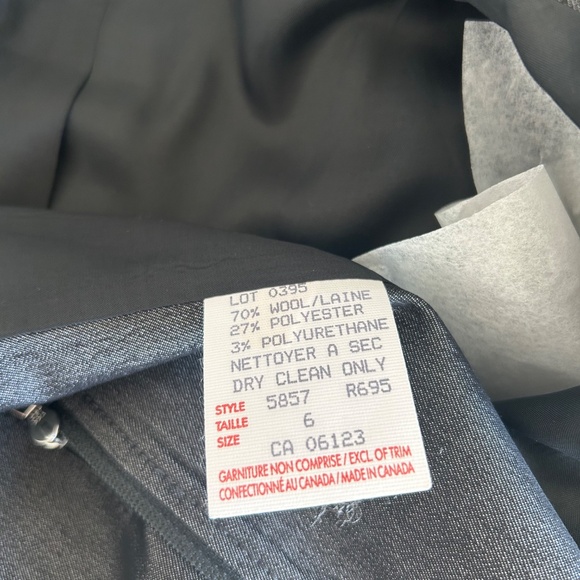 LOT 0395
70% WOOL/LAINE
27% POLYESTER
3% POLYURETHANE
NETTOYER A SEC
DRY CLEAN ONLY
STYLE 5857 R695
TAILLE
SIZE 6
CA 06123
GARNITURE NON COMPRISE / EXCL OF TRIM
CONFECTIONNÉ AU CANADA / MADE IN CANADA